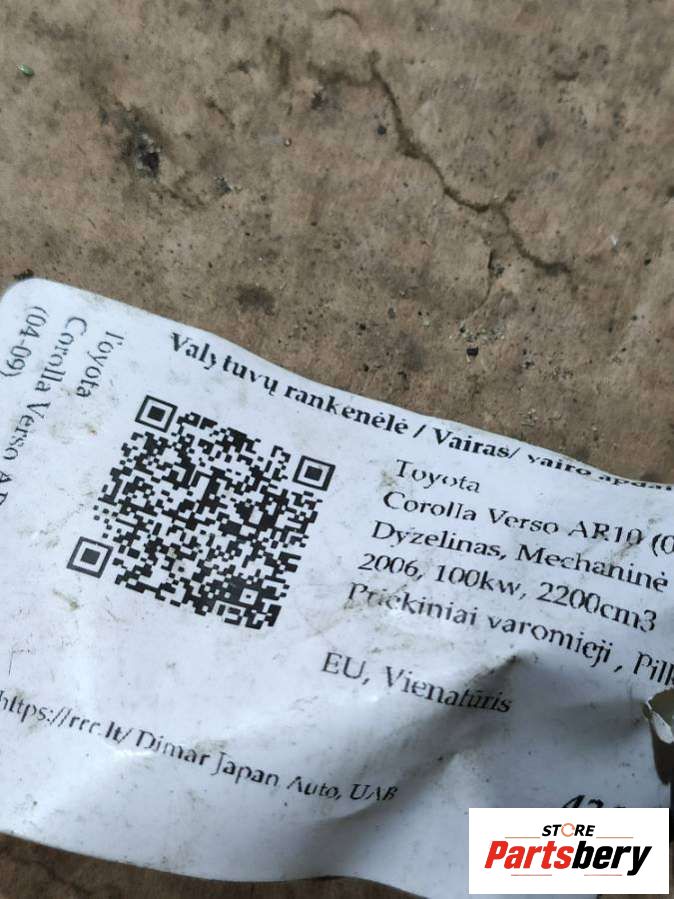 Valytuvų rankenėlė / Vairas/ vairo
Toyota
Corolla Verso AR10
Dyzelinas, Mechaninė
2006, 100kw, 2200cm3
Priekiniai varomieji ,
EU, Vienatūris
https://rrr.lt/ Dimar Japan Auto, UAB
Toyota
Corolla Verso
(04-09)
STORE
Partsbery